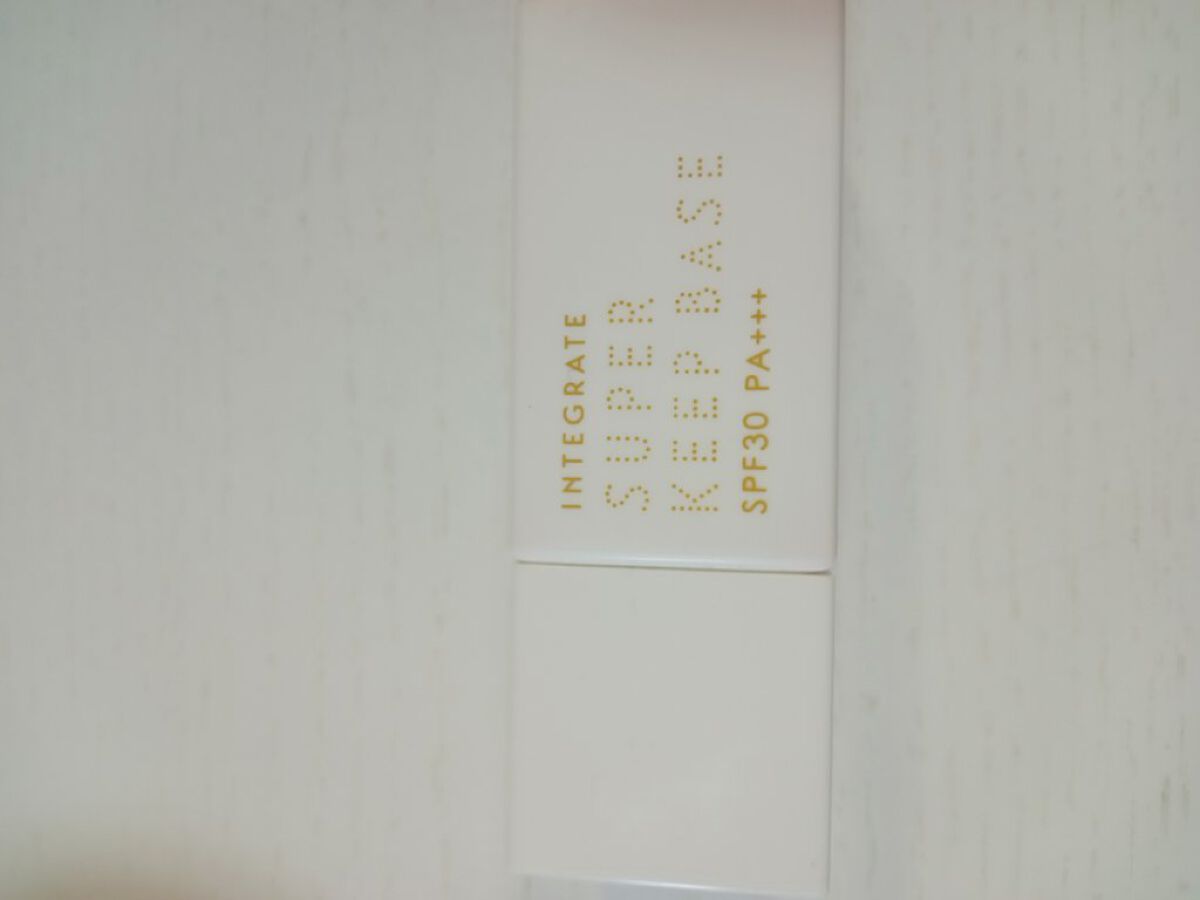 INTEGRATE
SUPER
KEEP BASE
SPF30 PA+++